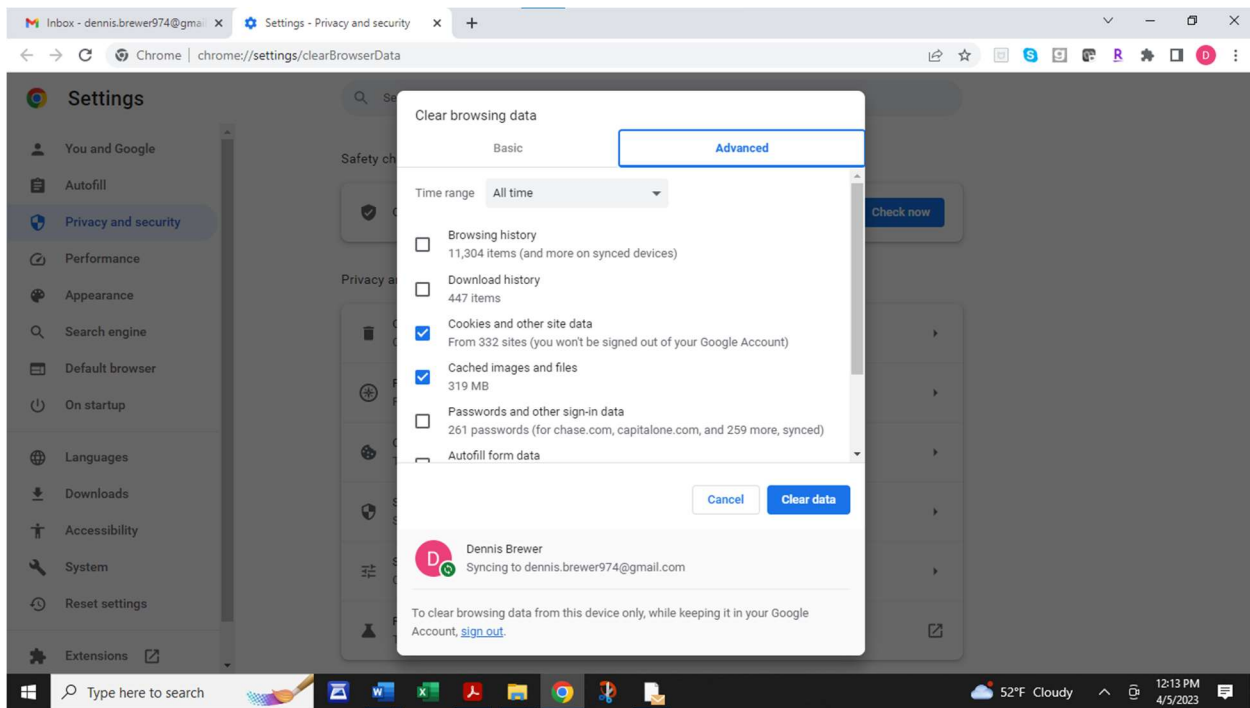 Inbox - dennis.brewer974@gmai
Settings - Privacy and security
Chrome | chrome://settings/clearBrowserData
D
Settings
You and Google
Autofill
Privacy and security
Performance
Appearance
Search engine
Default browser
On startup
Languages
Downloads
Accessibility
System
Reset settings
Extensions
Se
Safety ch
Check now
Privacy a
Clear browsing data
Basic
Advanced
Time range All time
Browsing history
11,304 items (and more on synced devices)
Download history
447 items
Cookies and other site data
From 332 sites (you won't be signed out of your Google Account)
Cached images and files
319 MB
Passwords and other sign-in data
261 passwords (for chase.com, capitalone.com, and 259 more, synced)
Autofill form data
Cancel
Clear data
D
Dennis Brewer
Syncing to dennis.brewer974@gmail.com
To clear browsing data from this device only, while keeping it in your Google
Account, sign out.
Type here to search
52°F Cloudy
12:13 PM
4/5/2023